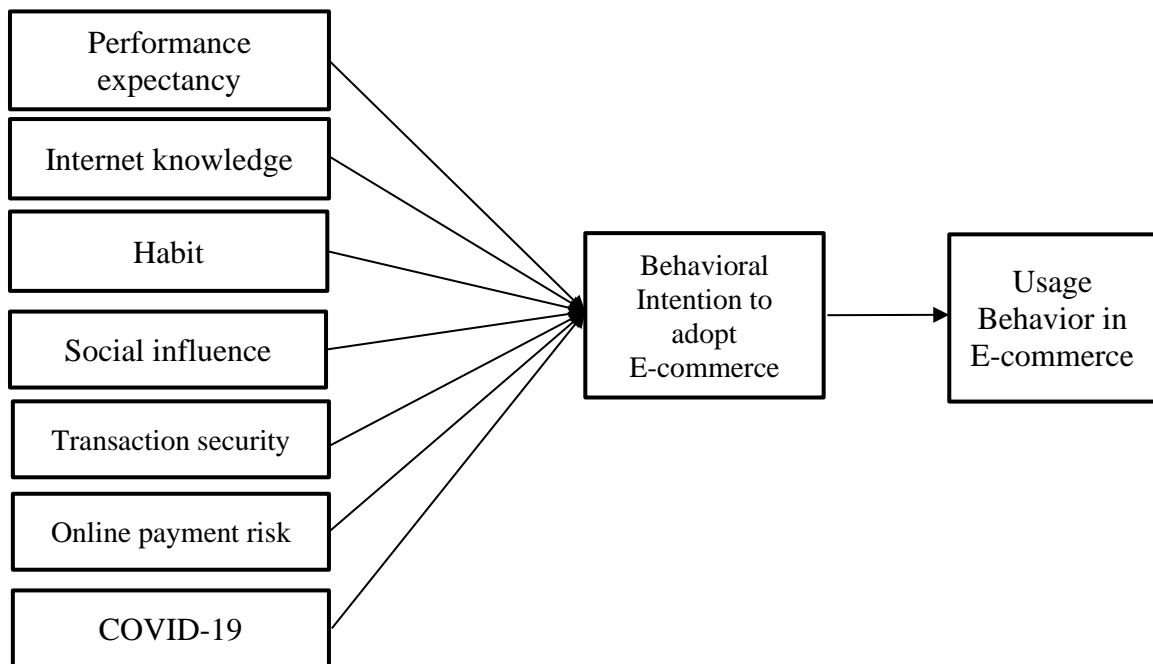 Performance
expectancy
Internet knowledge
Habit
Social influence
Transaction security
Online payment risk
COVID-19
Behavioral
Intention to
adopt
E-commerce
Usage
Behavior in
E-commerce